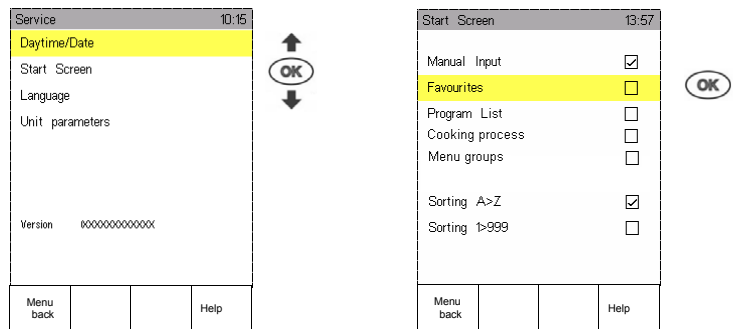 Service 10:15
Daytime/Date
Start Screen
Language
Unit parameters
Version XXXXXXXXXXXX
Menu
back
Help
OK
Start Screen 13:57
Manual Input
Favourites
Program List
Cooking process
Menu groups
Sorting A>Z
Sorting 1>999
Menu
back
Help
OK